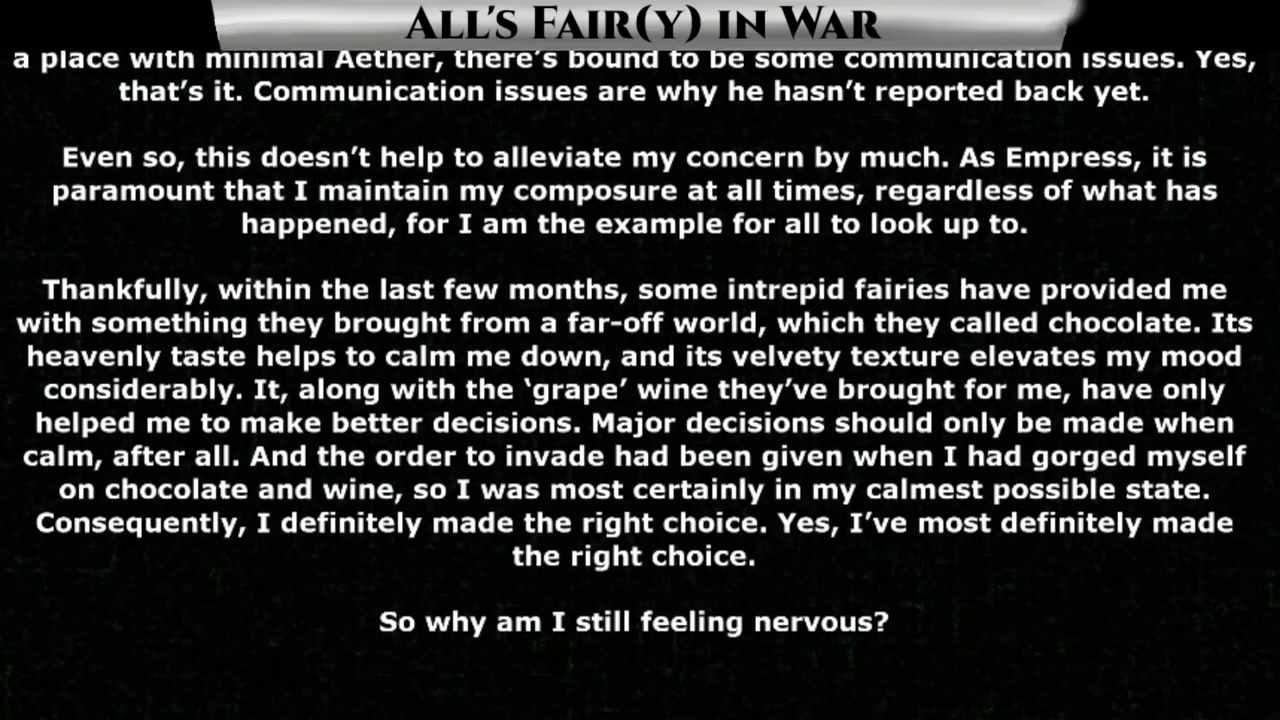 ALL'S FAIR(Y) IN WAR
a place with minimal Aether, there's bound to be some communication issues. Yes,
that's it. Communication issues are why he hasn't reported back yet.
Even so, this doesn't help to alleviate my concern by much. As Empress, it is
paramount that I maintain my composure at all times, regardless of what has
happened, for I am the example for all to look up to.
Thankfully, within the last few months, some intrepid fairies have provided me
with something they brought from a far-off world, which they called chocolate. Its
heavenly taste helps to calm me down, and its velvety texture elevates my mood
considerably. It, along with the ‘grape’ wine they’ve brought for me, have only
helped me to make better decisions. Major decisions should only be made when
calm, after all. And the order to invade had been given when I had gorged myself
on chocolate and wine, so I was most certainly in my calmest possible state.
Consequently, I definitely made the right choice. Yes, I’ve most definitely made
the right choice.
So why am I still feeling nervous?